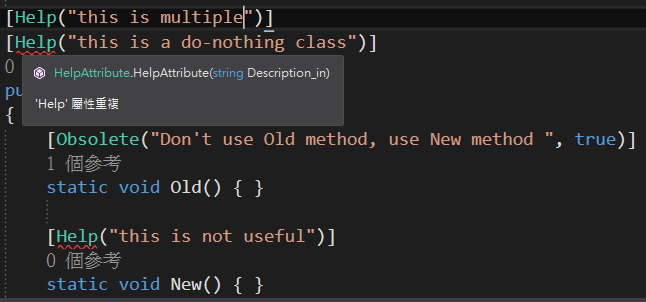 [Help("this is multiple")]
[Help("this is a do-nothing class")]
0
HelpAttribute.HelpAttribute(string Description_in)
pu
'Help' 屬性重複
{
[Obsolete("Don't use Old method, use New method ", true)]
1 個參考
static void Old() { }
[Help("this is not useful")]
0 個參考
static void New() { }